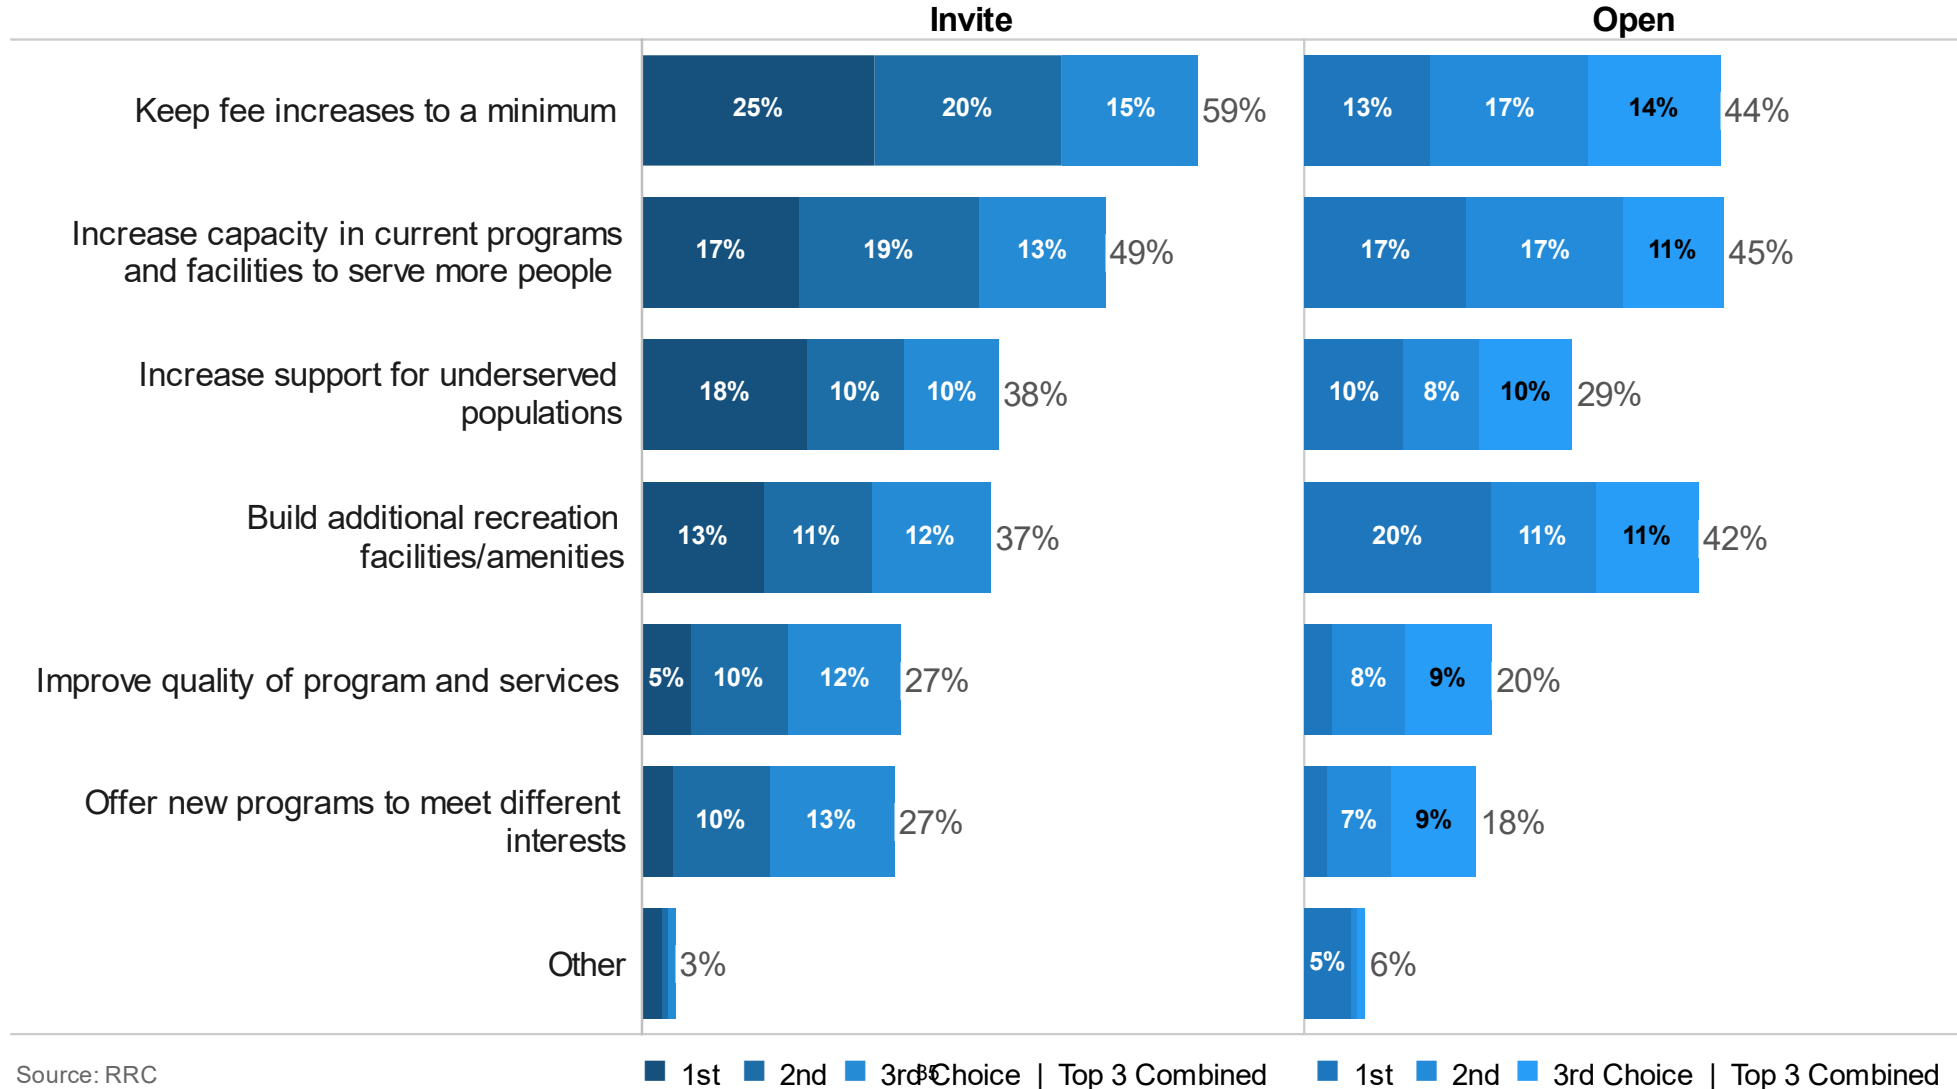 Invite Open
Keep fee increases to a minimum 25% 20% 15% 59% 13% 17% 14% 44%
Increase capacity in current programs
and facilities to serve more people 17% 19% 13% 49% 17% 17% 11% 45%
Increase support for underserved
populations 18% 10% 10% 38% 10% 8% 10% 29%
Build additional recreation
facilities/amenities 13% 11% 12% 37% 20% 11% 11% 42%
Improve quality of program and services 5% 10% 12% 27% 8% 9% 20%
Offer new programs to meet different
interests 10% 13% 27% 7% 9% 18%
Other 3% 5% 6%
Source: RRC 1st 2nd 3rd Choice | Top 3 Combined 1st 2nd 3rd Choice | Top 3 Combined
35